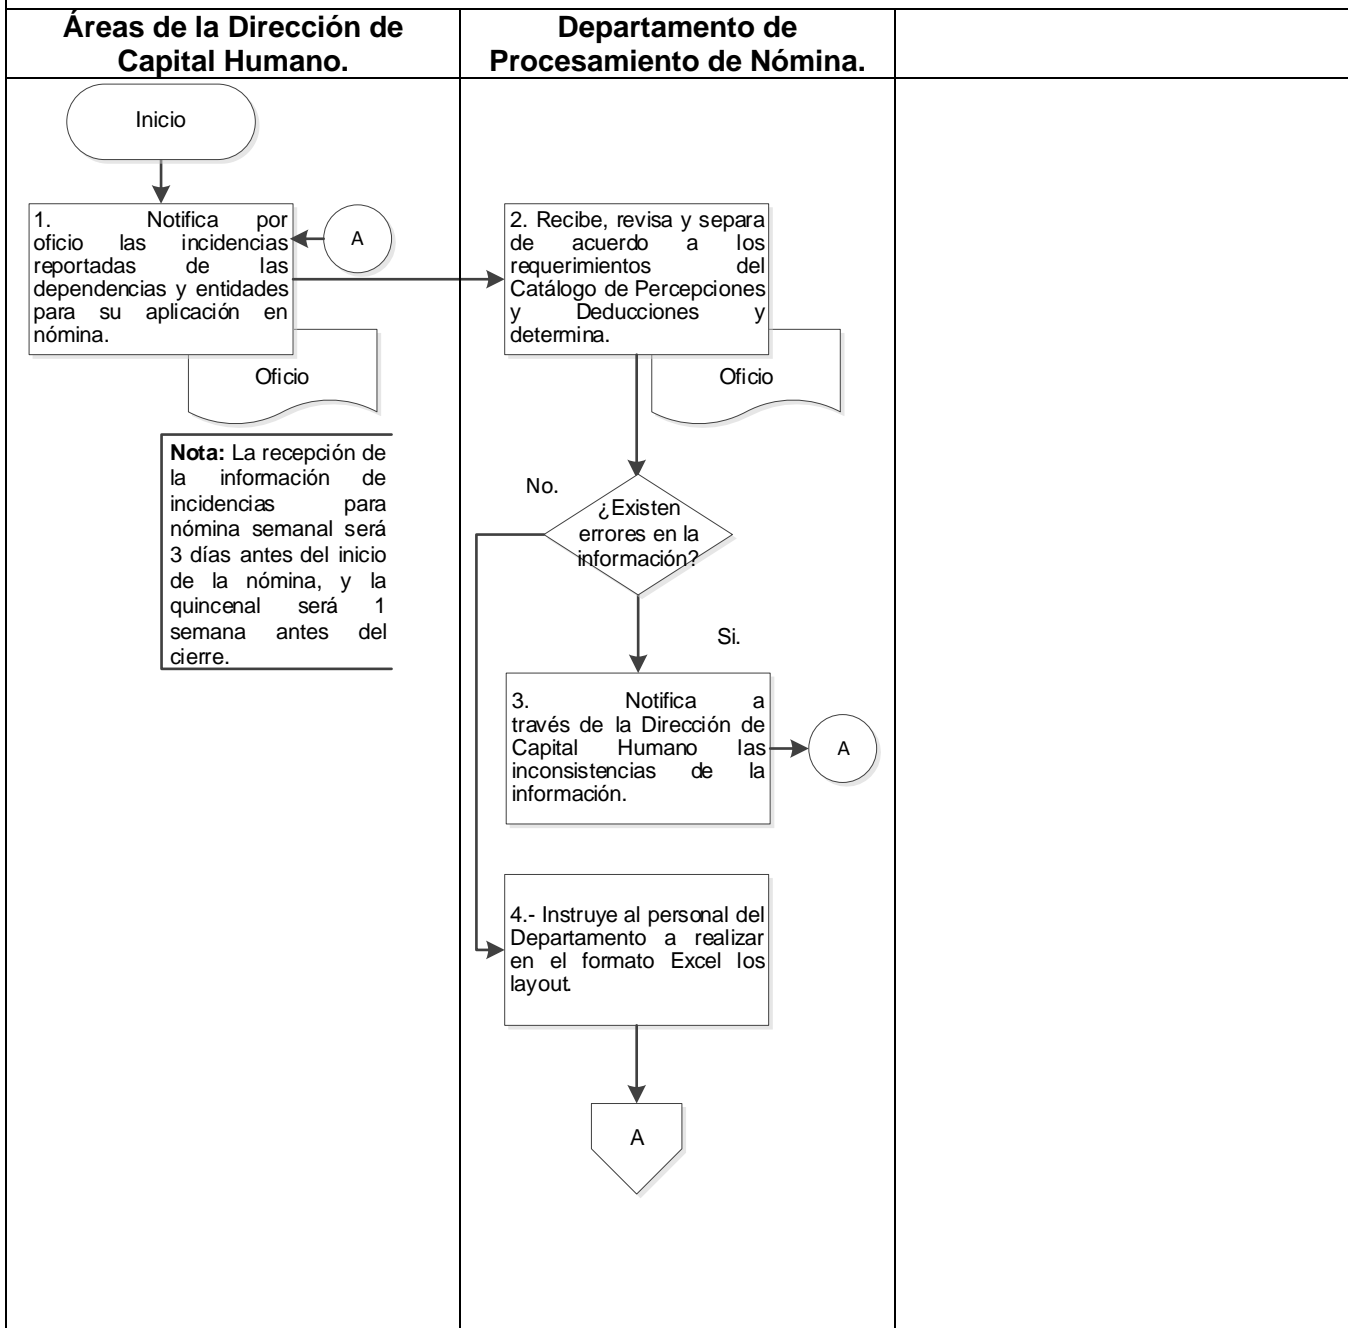 Áreas de la Dirección de
Capital Humano.
Departamento de
Procesamiento de Nómina.
Inicio
1. Notifica por
oficio las incidencias
reportadas de las
dependencias y entidades
para su aplicación en
nómina.
A
Oficio
Nota: La recepción de
la información de
incidencias para
nómina semanal será
3 días antes del inicio
de la nómina, y la
quincenal será 1
semana antes del
cierre.
2. Recibe, revisa y separa
de acuerdo a los
requerimientos del
Catálogo de Percepciones
y Deducciones y
determina.
Oficio
No.
¿Existen
errores en la
información?
Si.
3. Notifica a
través de la Dirección de
Capital Humano las
inconsistencias de la
información.
A
4.- Instruye al personal del
Departamento a realizar
en el formato Excel los
layout.
A